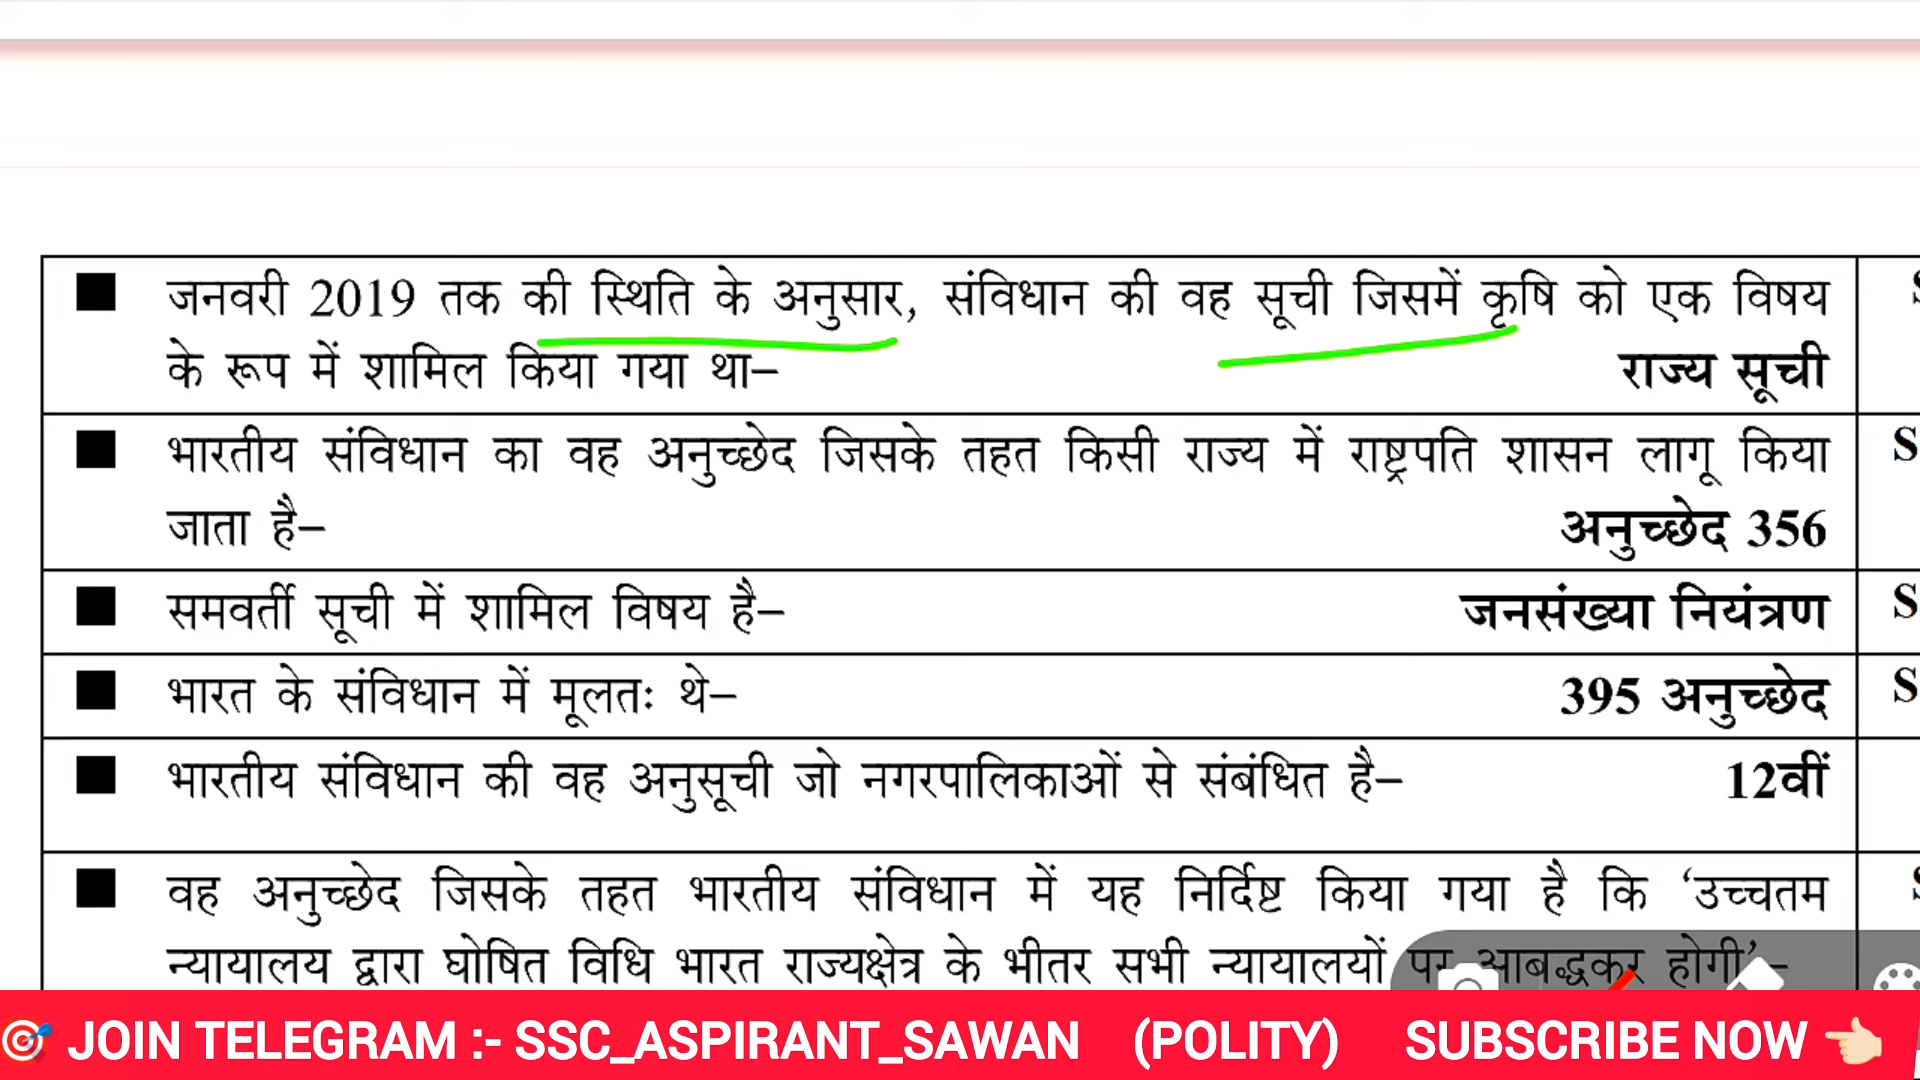 ■ जनवरी 2019 तक की स्थिति के अनुसार, संविधान की वह सूची जिसमें कृषि को एक विषय
के रूप में शामिल किया गया था– राज्य सूची
■ भारतीय संविधान का वह अनुच्छेद जिसके तहत किसी राज्य में राष्ट्रपति शासन लागू किया S
जाता है– अनुच्छेद 356
■ समवर्ती सूची में शामिल विषय है– जनसंख्या नियंत्रण S
■ भारत के संविधान में मूलतः थे– 395 अनुच्छेद S
■ भारतीय संविधान की वह अनुसूची जो नगरपालिकाओं से संबंधित है– 12वीं
■ वह अनुच्छेद जिसके तहत भारतीय संविधान में यह निर्दिष्ट किया गया है कि ‘उच्चतम
न्यायालय द्वारा घोषित विधि भारत राज्यक्षेत्र के भीतर सभी न्यायालयों पर आबद्धकर होगी’–
JOIN TELEGRAM :- SSC_ASPIRANT_SAWAN (POLITY) SUBSCRIBE NOW